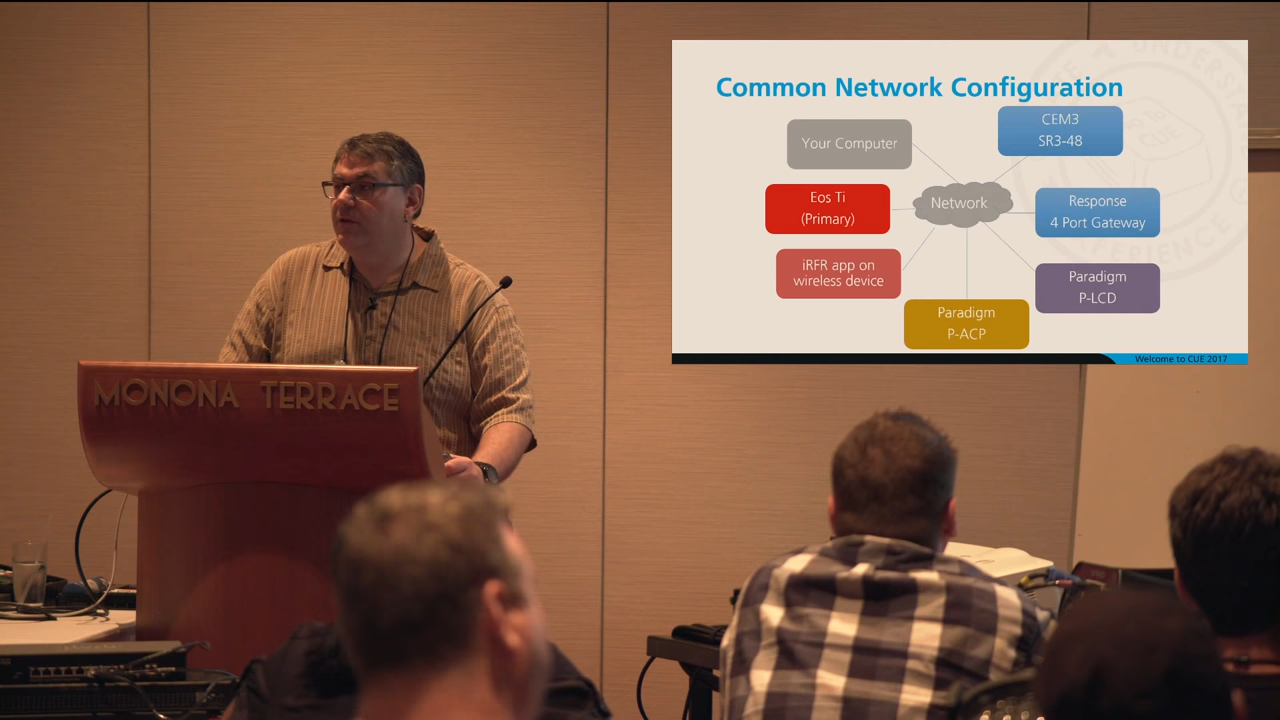 Common Network Configuration
Your Computer
CEM3
SR3-48
Eos Ti
(Primary)
Network
Response
4 Port Gateway
iRFR app on
wireless device
Paradigm
P-LCD
Paradigm
P-ACP
Welcome to CUE 2017
MONONA TERRACE